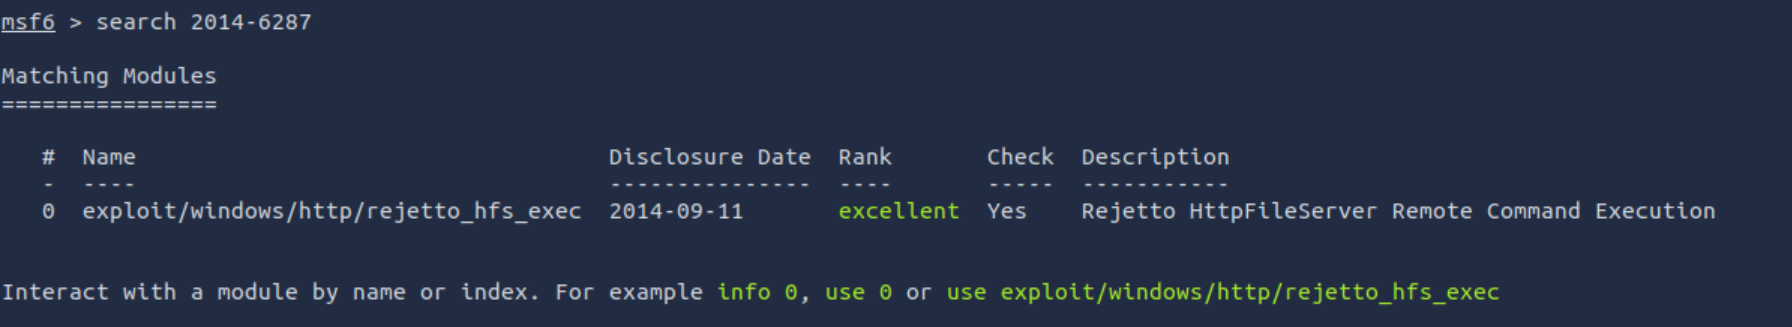 msf6 > search 2014-6287
Matching Modules
================
# Name Disclosure Date Rank Check Description
- ---- --------------- ---- ----- -----------
0 exploit/windows/http/rejetto_hfs_exec 2014-09-11 excellent Yes Rejetto HttpFileServer Remote Command Execution
Interact with a module by name or index. For example info 0, use 0 or use exploit/windows/http/rejetto_hfs_exec